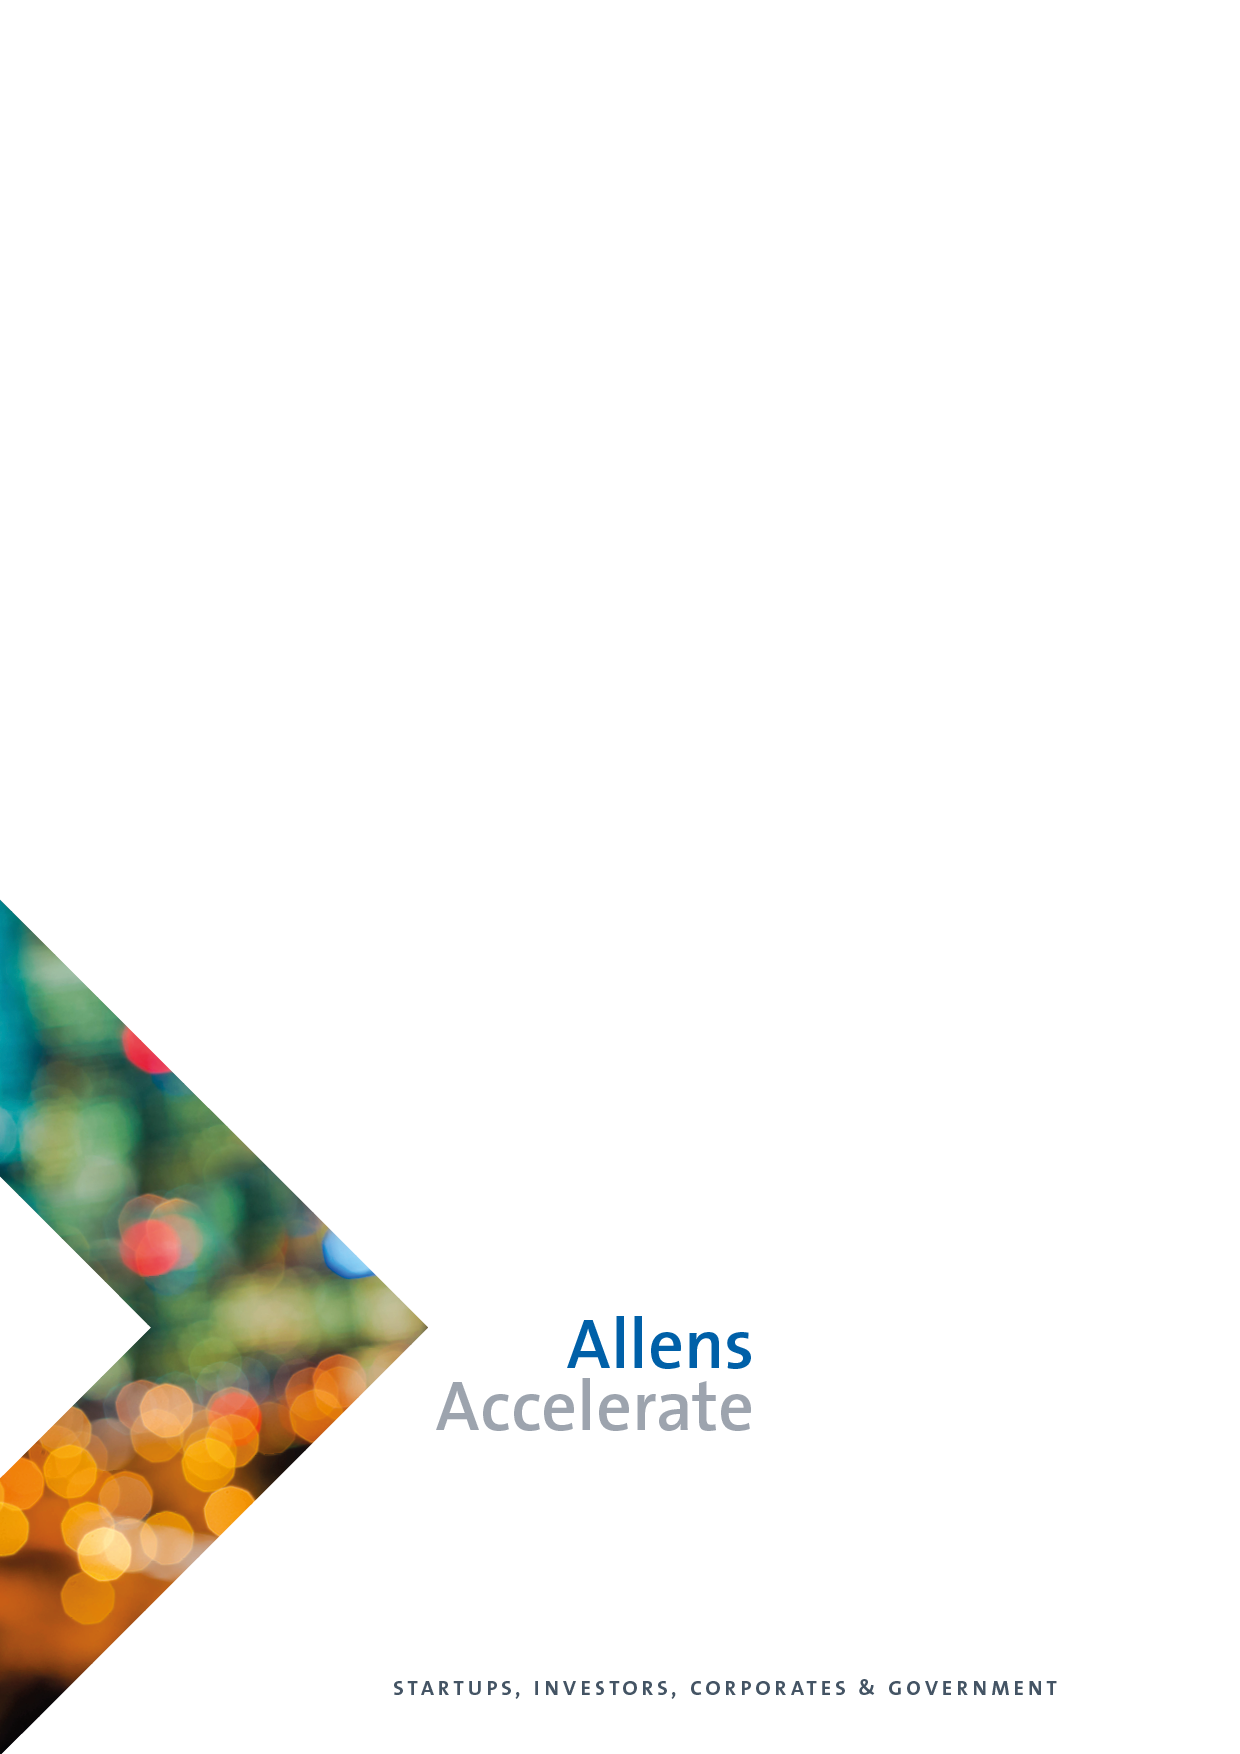 Allens
Accelerate
STARTUPS, INVESTORS, CORPORATES & GOVERNMENT